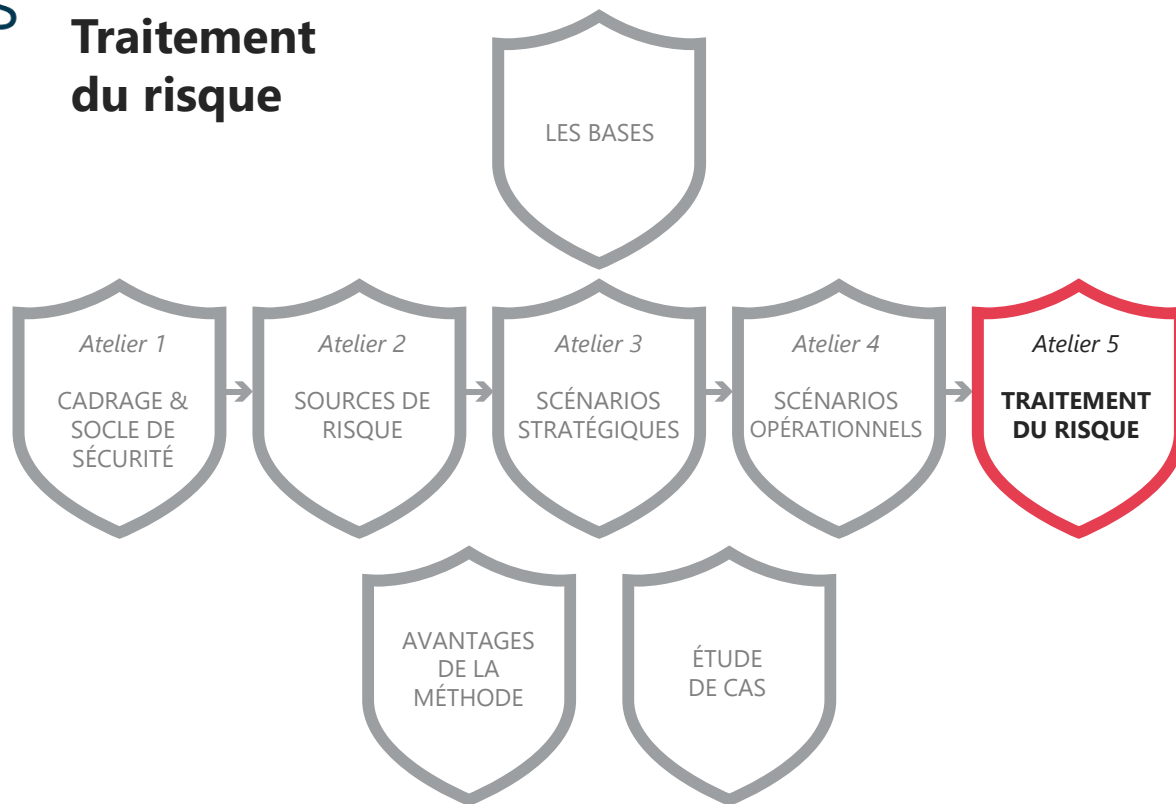 Traitement
du risque
LES BASES
Atelier 1
CADRAGE &
SOCLE DE
SÉCURITÉ
Atelier 2
SOURCES DE
RISQUE
Atelier 3
SCÉNARIOS
STRATÉGIQUES
Atelier 4
SCÉNARIOS
OPÉRATIONNELS
Atelier 5
TRAITEMENT
DU RISQUE
AVANTAGES
DE LA
MÉTHODE
ÉTUDE
DE CAS